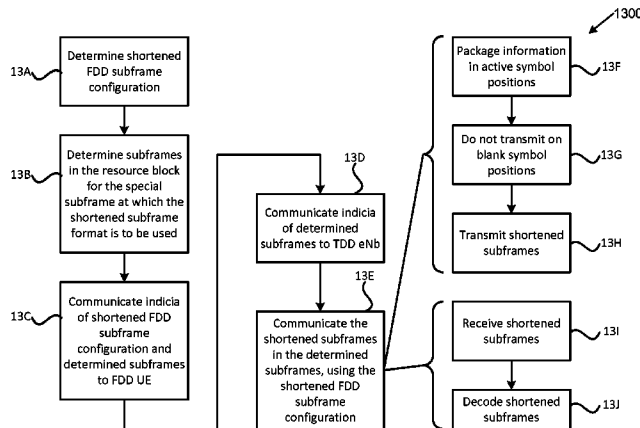 1300
13A
Determine shortened
FDD subframe
configuration
13B
Determine subframes
in the resource block
for the special
subframe at which the
shortened subframe
format is to be used
13C
Communicate indicia
of shortened FDD
subframe
configuration and
determined subframes
to FDD UE
13D
Communicate indicia
of determined
subframes to TDD eNb
13E
Communicate the
shortened subframes
in the determined
subframes, using the
shortened FDD
subframe
configuration
Package information
in active symbol
positions
13F
Do not transmit on
blank symbol
positions
13G
Transmit shortened
subframes
13H
Receive shortened
subframes
13I
Decode shortened
subframes
13J